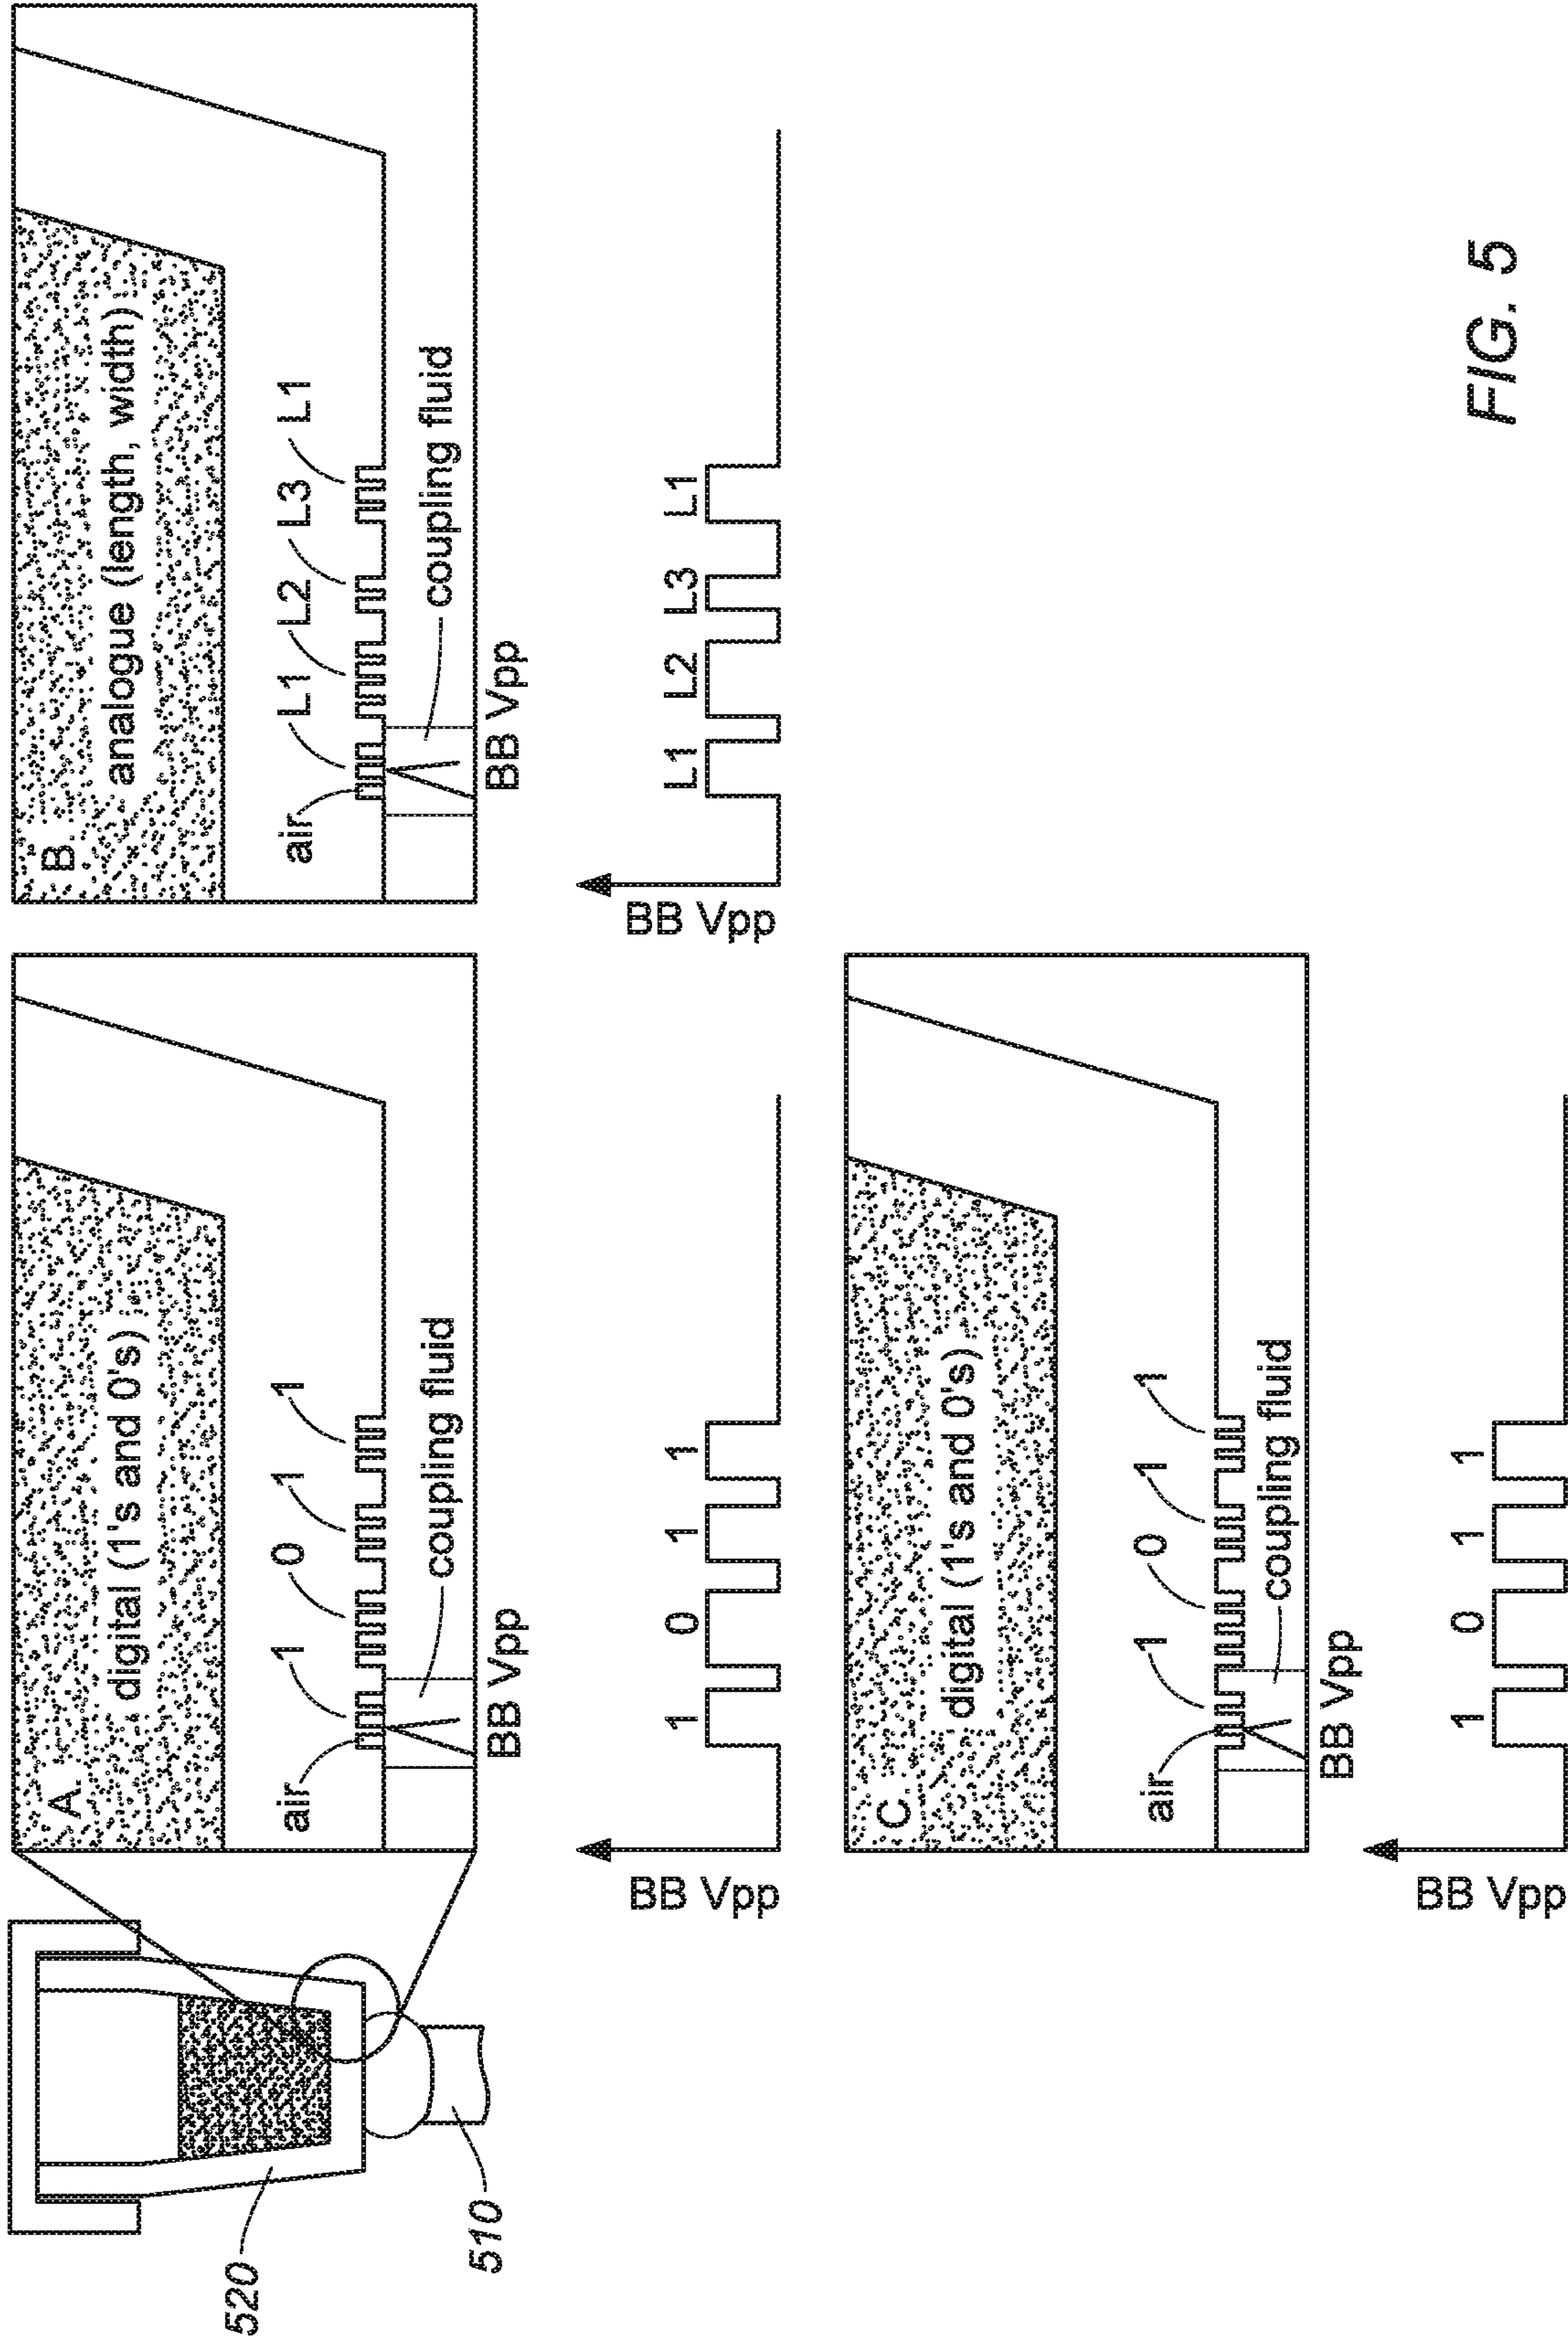 520
510
A.
digital (1's and 0's)
air
1
0
1
1
coupling fluid
BB Vpp
BB Vpp
1
0
1
1
B.
analogue (length, width)
air
L1
L2
L3
L1
coupling fluid
BB Vpp
BB Vpp
L1
L2
L3
L1
C.
digital (1's and 0's)
air
1
0
1
1
coupling fluid
BB Vpp
BB Vpp
1
0
1
1
FIG. 5